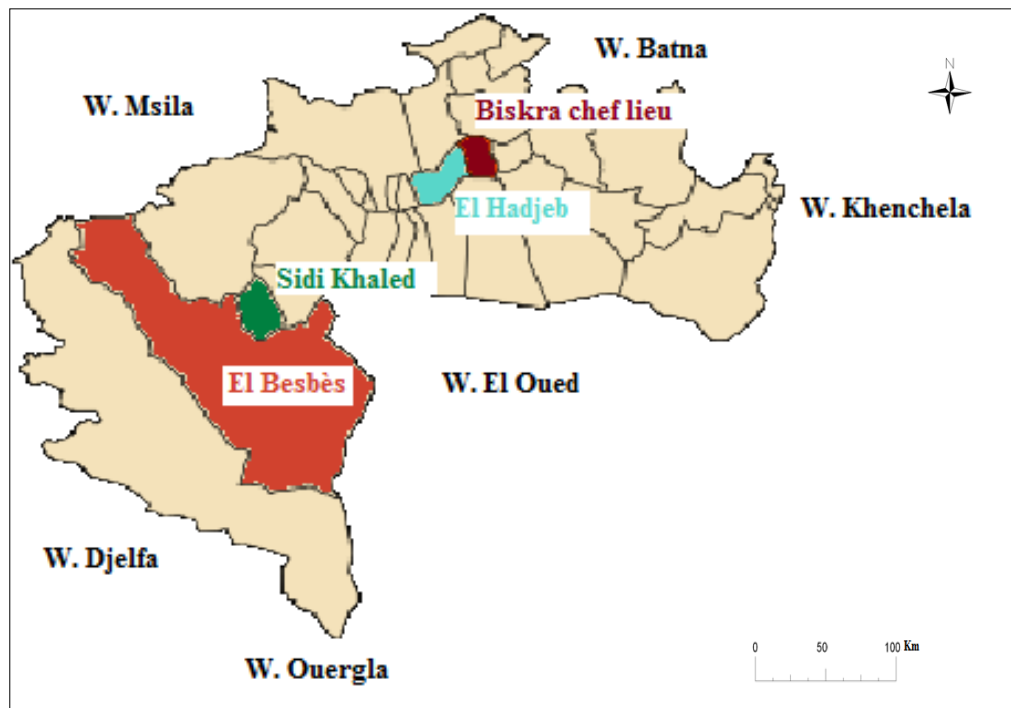 W. Batna
N
W. Msila
Biskra chef lieu
El Hadjeb
W. Khenchela
Sidi Khaled
El Besbès
W. El Oued
W. Djelfa
0 50 100 Km
W. Ouergla